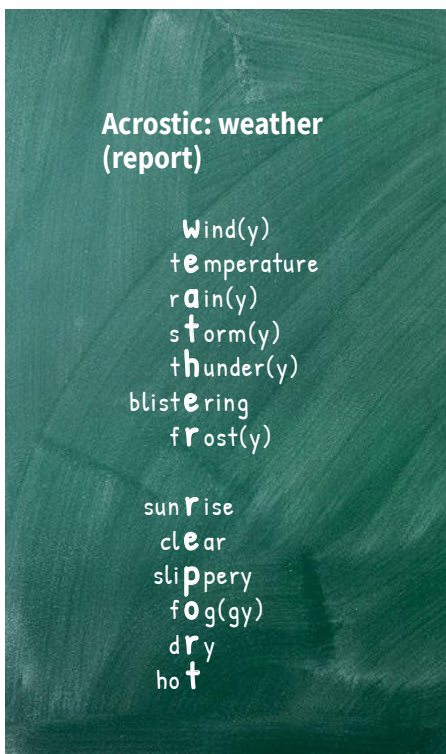 Acrostic: weather
(report)
wind(y)
temperature
rain(y)
storm(y)
thunder(y)
blistering
frost(y)
sunrise
clear
slippery
fog(gy)
dry
hot